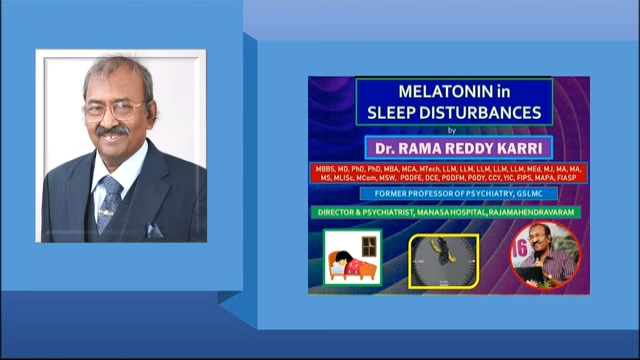 MELATONIN in
SLEEP DISTURBANCES
by
Dr. RAMA REDDY KARRI
MBBS, MD, PhD, PhD, MBA, MCA, MTech, LLM, LLM, LLM, LLM, LLM, MEd, MJ, MA, MA,
MS, MLISc, MCom, MSW, PGDFE, DCE, PGDFM, PGDY, CCY, YIC, FIPS, MAPA, FIASP
FORMER PROFESSOR OF PSYCHIATRY, GSLMC
DIRECTOR & PSYCHIATRIST, MANASA HOSPITAL, RAJAMAHENDRAVARAM
16